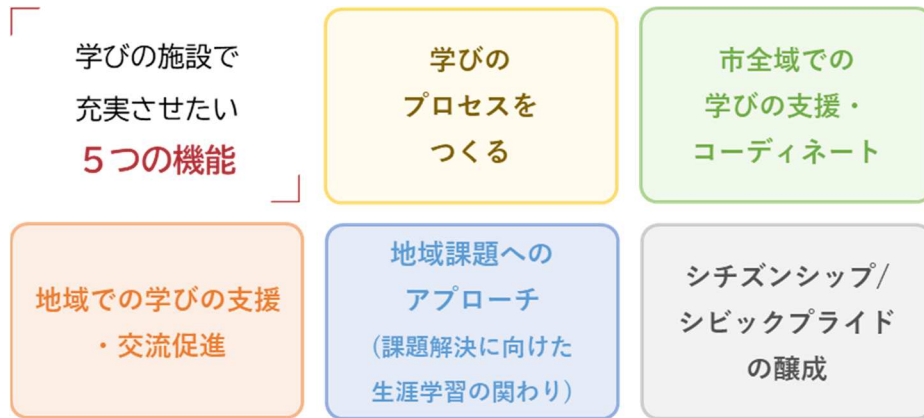 学びの施設で
充実させたい
５つの機能
学びの
プロセスを
つくる
市全域での
学びの支援・
コーディネート
地域での学びの支援
・交流促進
地域課題への
アプローチ
(課題解決に向けた
生涯学習の関わり)
シチズンシップ/
シビックプライド
の醸成